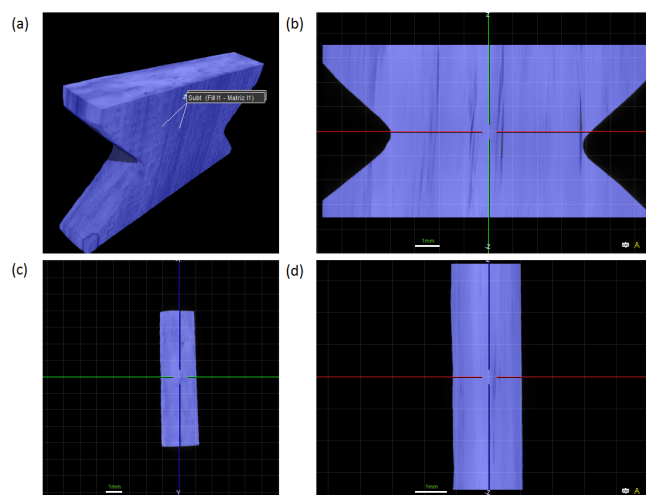 (a)
Subt (Fill I1 - Matriz I1)
(b)
Z
-Z
1mm
A
(c)
Y
1mm
(d)
-Z
1mm
A